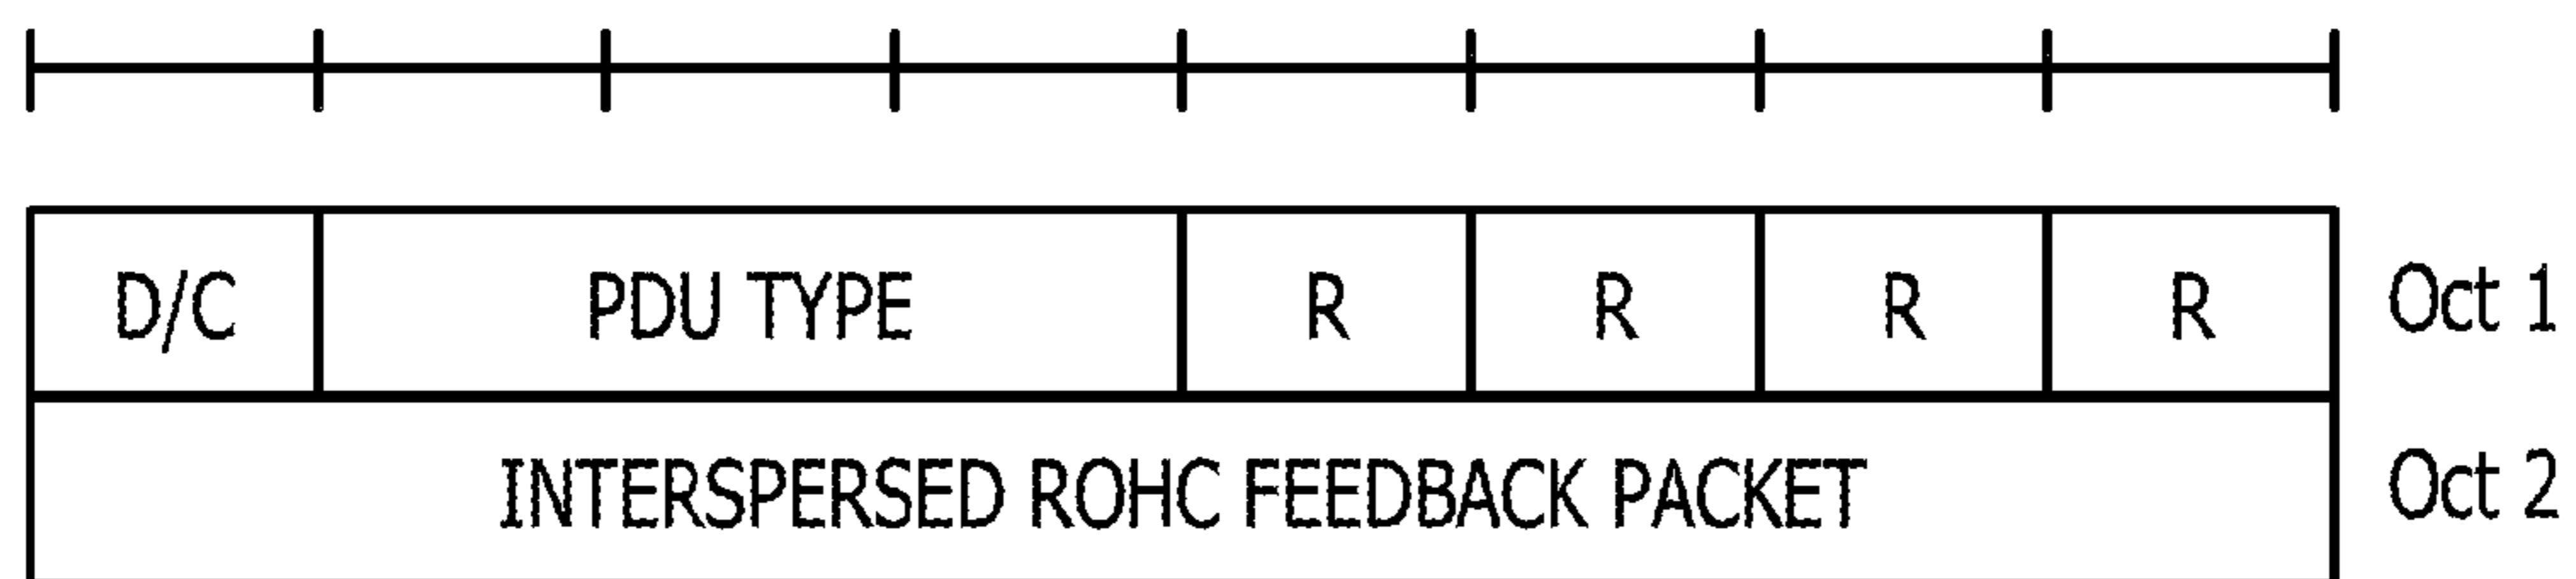 D/C PDU TYPE R R R R Oct 1
INTERSPERSED ROHC FEEDBACK PACKET Oct 2